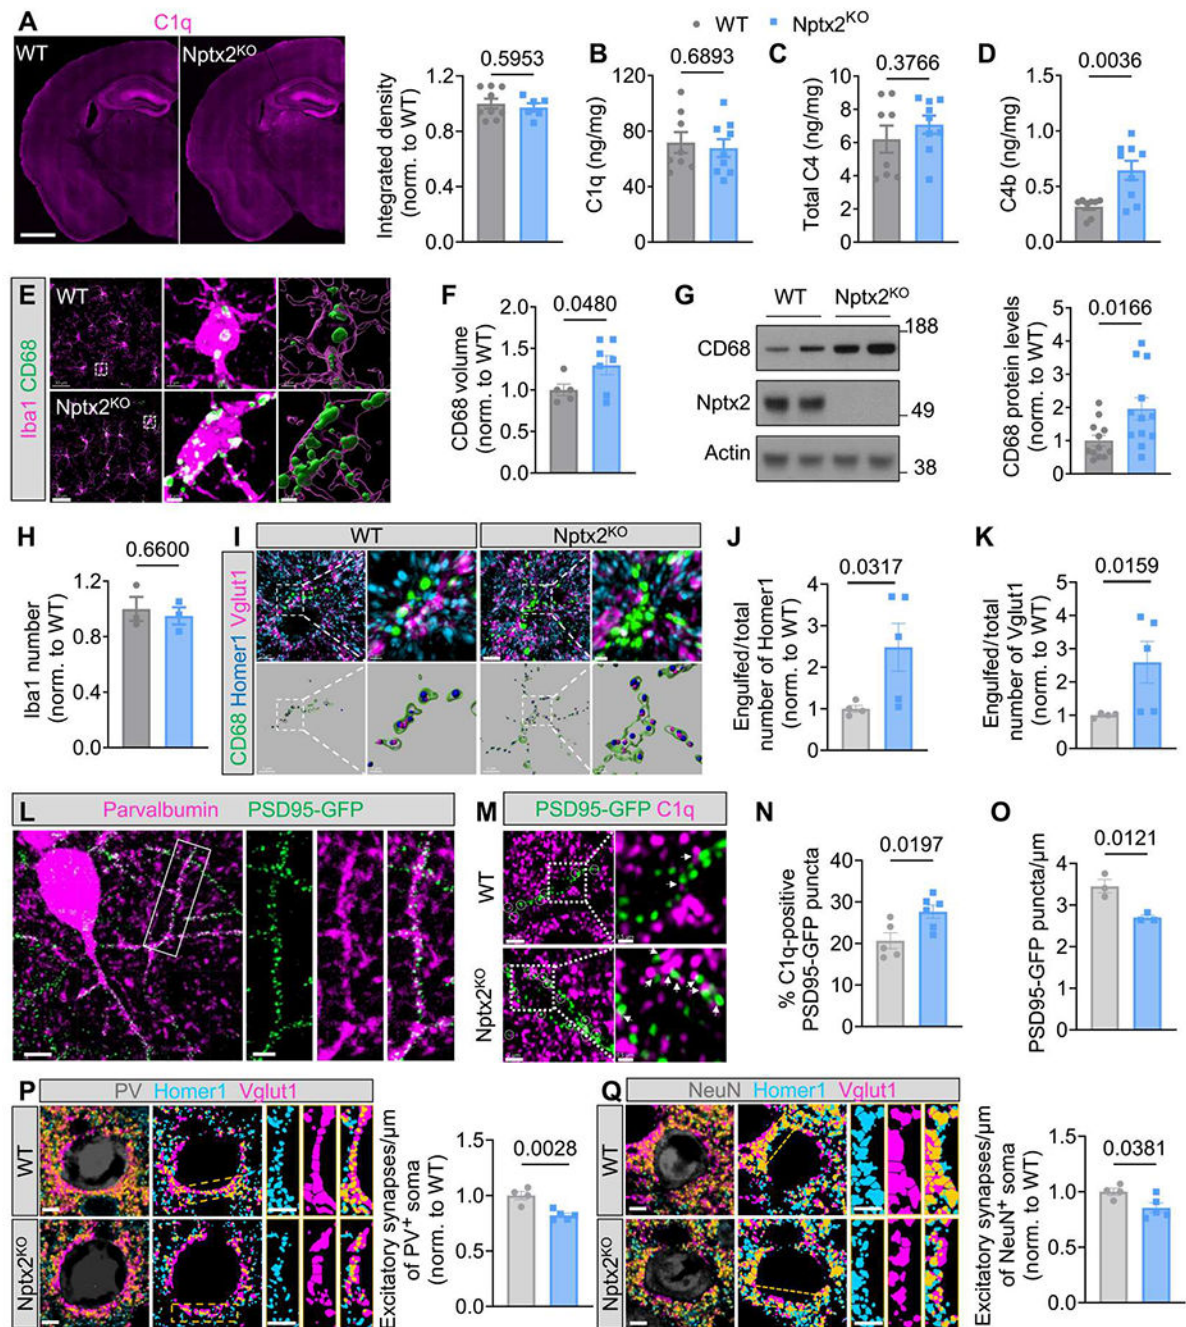 WT Nptx2KO
A
C1q
WT
Nptx2KO
Integrated density
(norm. to WT)
0.5953
1.2
0.8
0.4
0.0
B
C1q (ng/mg)
0.6893
120
80
40
0
C
Total C4 (ng/mg)
0.3766
10
8
6
4
2
0
D
C4b (ng/mg)
0.0036
1.5
1.0
0.5
0.0
E
Iba1 CD68
WT
Nptx2KO
F
CD68 volume
(norm. to WT)
0.0480
2.0
1.5
1.0
0.5
0.0
G
WT Nptx2KO
188
CD68
Nptx2
49
Actin
38
CD68 protein levels
(norm. to WT)
0.0166
5
4
3
2
1
0
H
Iba1 number
(norm. to WT)
0.6600
1.2
0.8
0.4
0.0
I
WT
Nptx2KO
CD68 Homer1 Vglut1
J
Engulfed/total
number of Homer1
(norm. to WT)
0.0317
4
3
2
1
0
K
Engulfed/total
number of Vglut1
(norm. to WT)
0.0159
5
4
3
2
1
0
L
Parvalbumin PSD95-GFP
M
PSD95-GFP C1q
WT
Nptx2KO
N
% C1q-positive
PSD95-GFP puncta
0.0197
40
30
20
10
0
O
PSD95-GFP puncta/µm
0.0121
4
3
2
1
0
P
PV Homer1 Vglut1
WT
Nptx2KO
Excitatory synapses/µm
of PV+ soma
(norm. to WT)
0.0028
1.5
1.0
0.5
0.0
Q
NeuN Homer1 Vglut1
WT
Nptx2KO
Excitatory synapses/µm
of NeuN+ soma
(norm. to WT)
0.0381
1.5
1.0
0.5
0.0